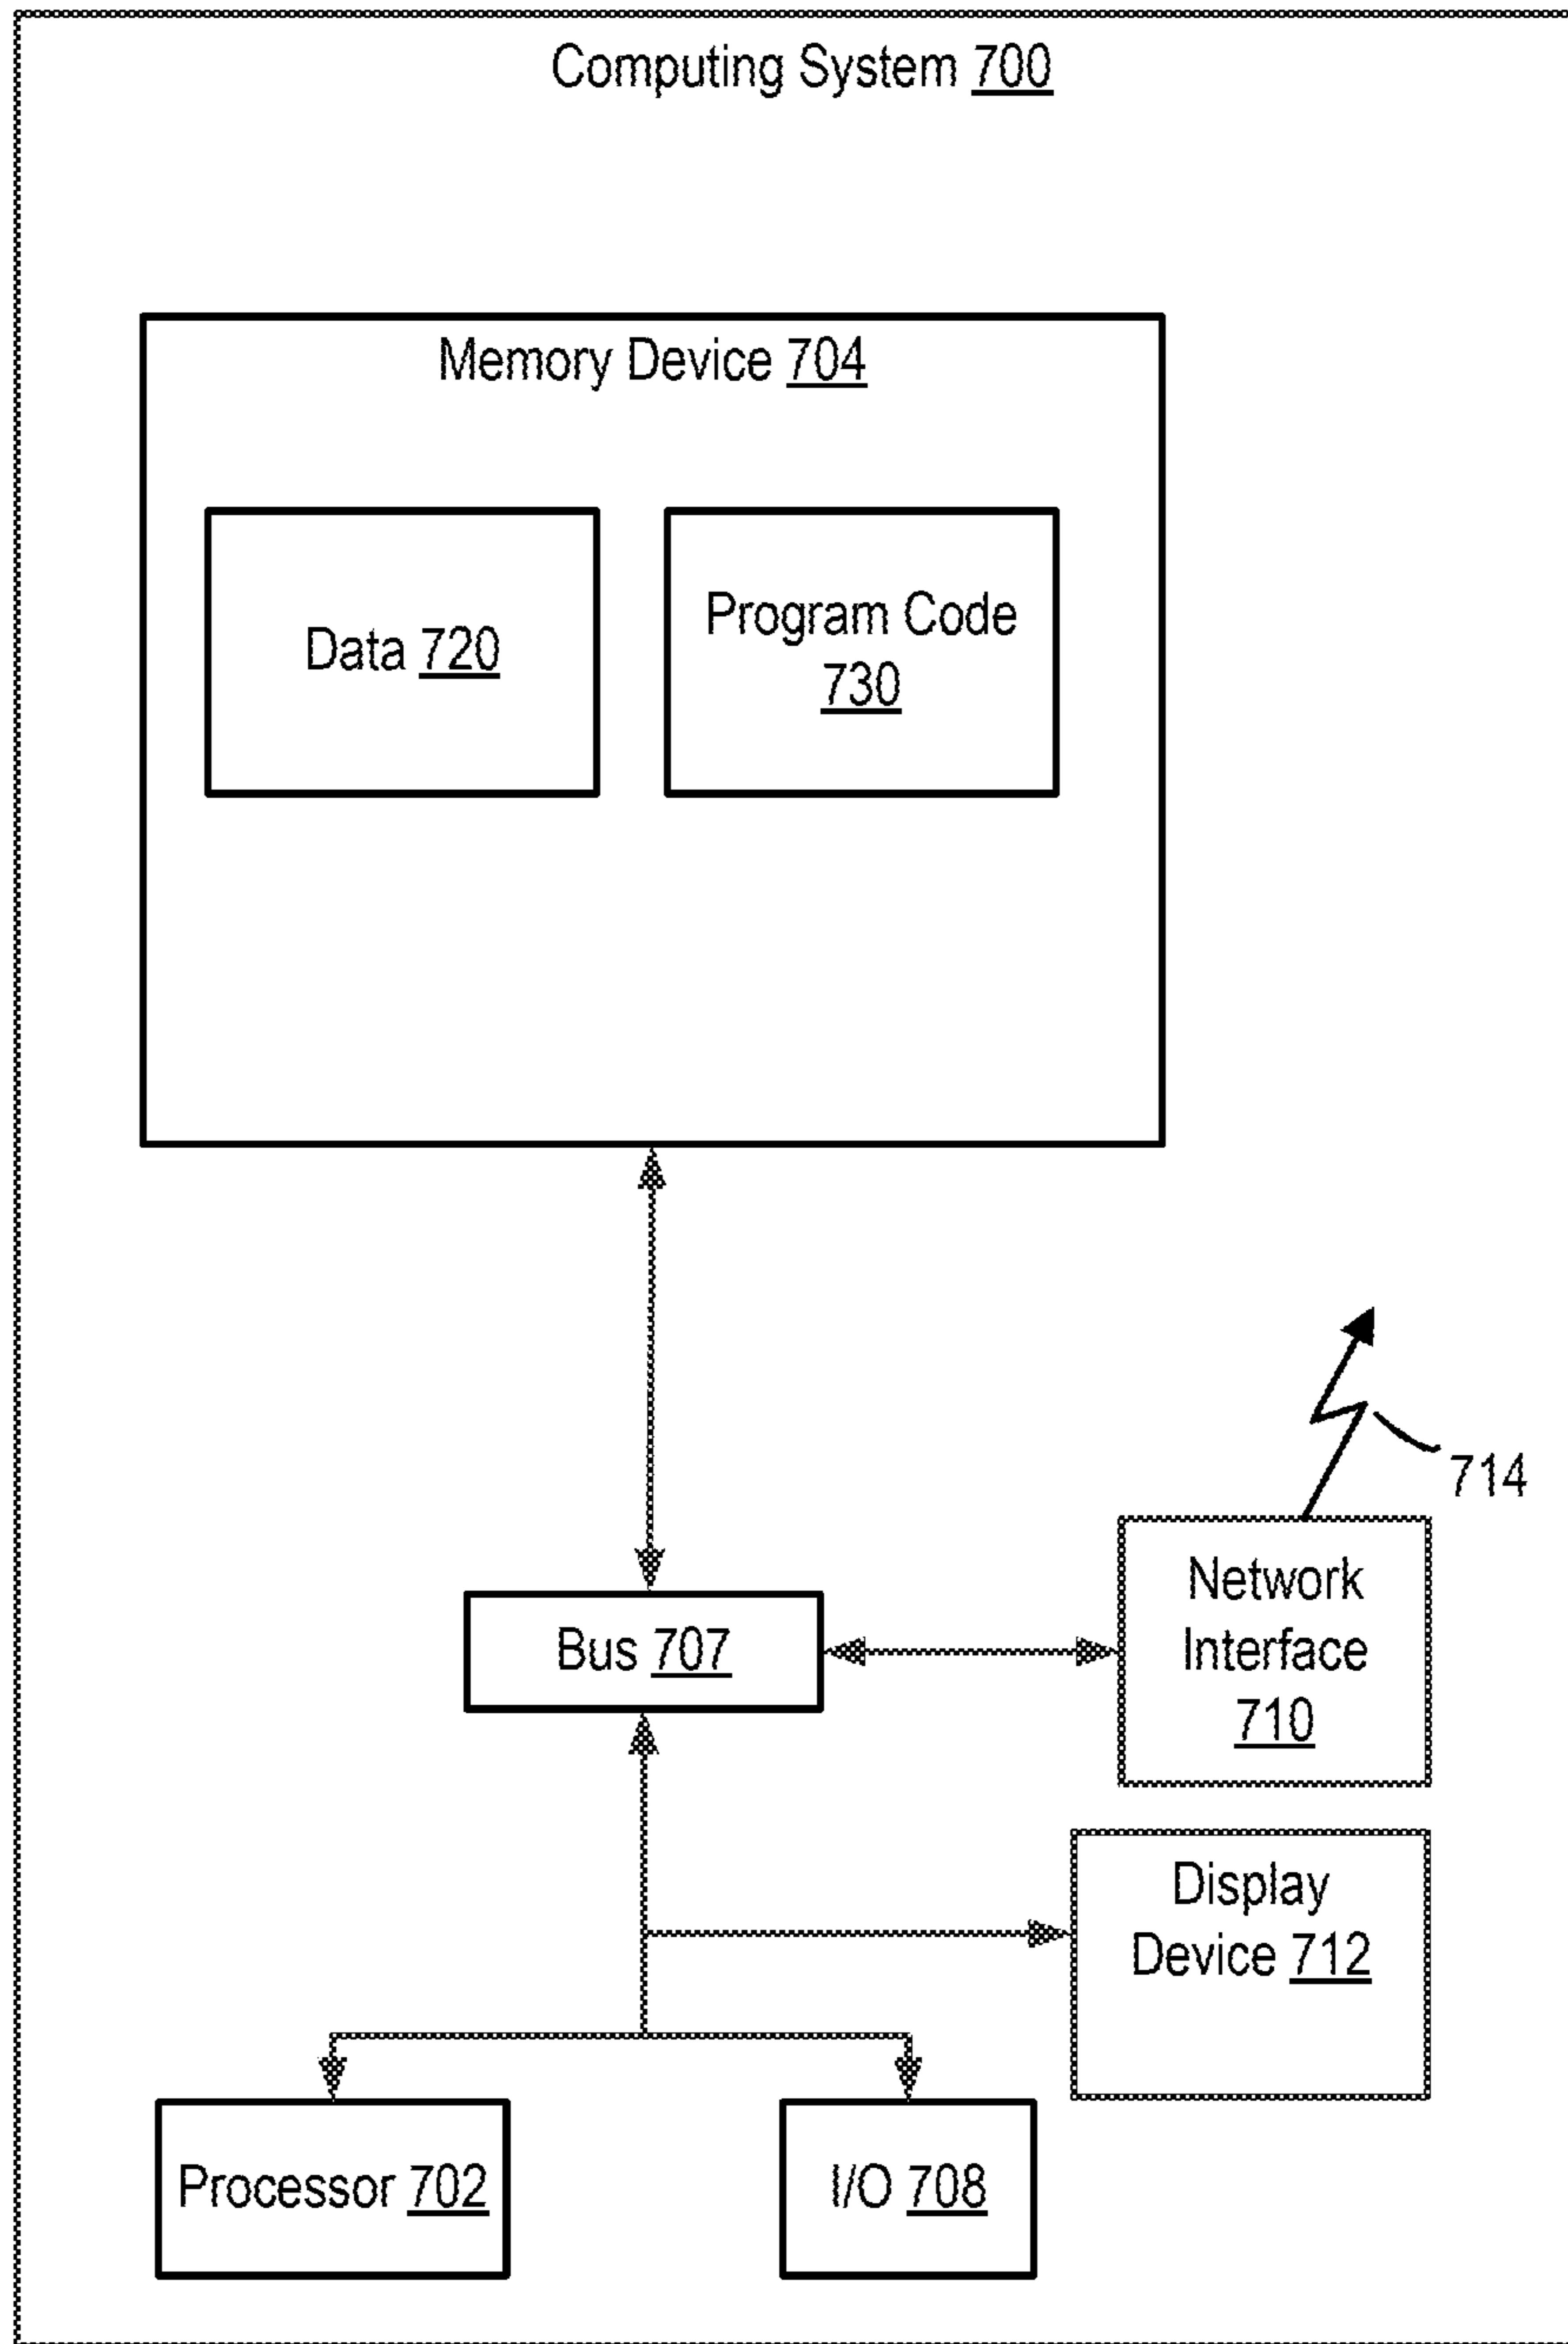 Computing System 700
Memory Device 704
Data 720
Program Code
730
714
Network
Interface
710
Bus 707
Display
Device 712
Processor 702
I/O 708